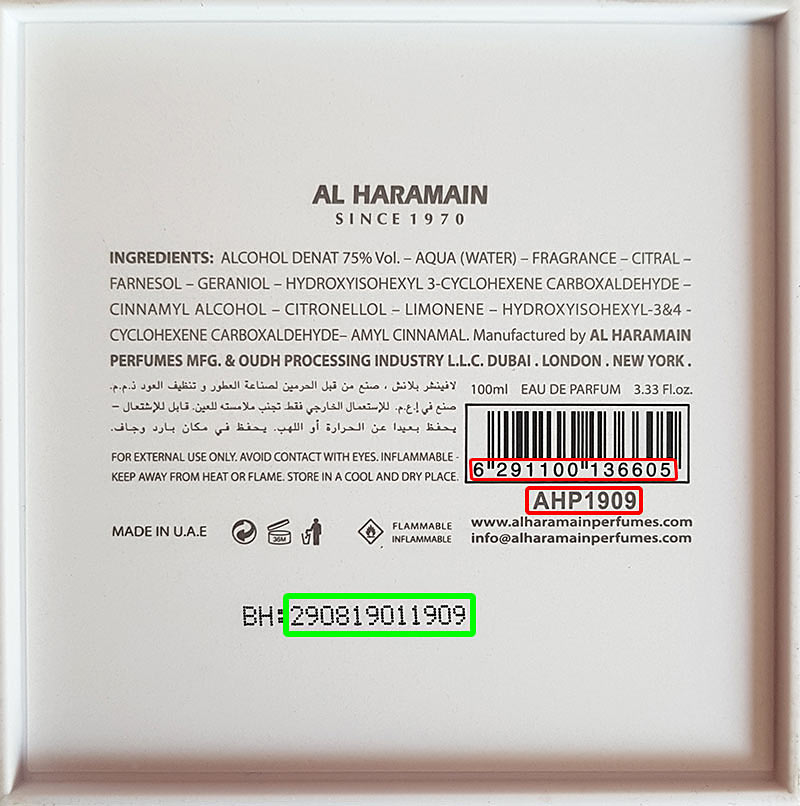 AL HARAMAIN
SINCE 1970
INGREDIENTS: ALCOHOL DENAT 75% Vol. – AQUA (WATER) – FRAGRANCE – CITRAL –
FARNESOL – GERANIOL – HYDROXYISOHEXYL 3-CYCLOHEXENE CARBOXALDEHYDE –
CINNAMYL ALCOHOL – CITRONELLOL – LIMONENE – HYDROXYISOHEXYL-3&4 -
CYCLOHEXENE CARBOXALDEHYDE– AMYL CINNAMAL. Manufactured by AL HARAMAIN
PERFUMES MFG. & OUDH PROCESSING INDUSTRY L.L.C. DUBAI . LONDON . NEW YORK .
لافينشر بلانش ، صنع من قبل الحرمين لصناعة العطور و تنظيف العود ذ.م.م.
صنع في إ.ع.م. للإستعمال الخارجي فقط تجنب ملامسته للعين. قابل للإشتعال –
يحفظ بعيدا عن الحرارة أو اللهب. يحفظ في مكان بارد وجاف.
100ml EAU DE PARFUM 3.33 Fl.oz.
6 291100 136605
AHP1909
FOR EXTERNAL USE ONLY. AVOID CONTACT WITH EYES. INFLAMMABLE -
KEEP AWAY FROM HEAT OR FLAME. STORE IN A COOL AND DRY PLACE.
MADE IN U.A.E
36M
FLAMMABLE
INFLAMMABLE
www.alharamainperfumes.com
info@alharamainperfumes.com
BH:290819011909